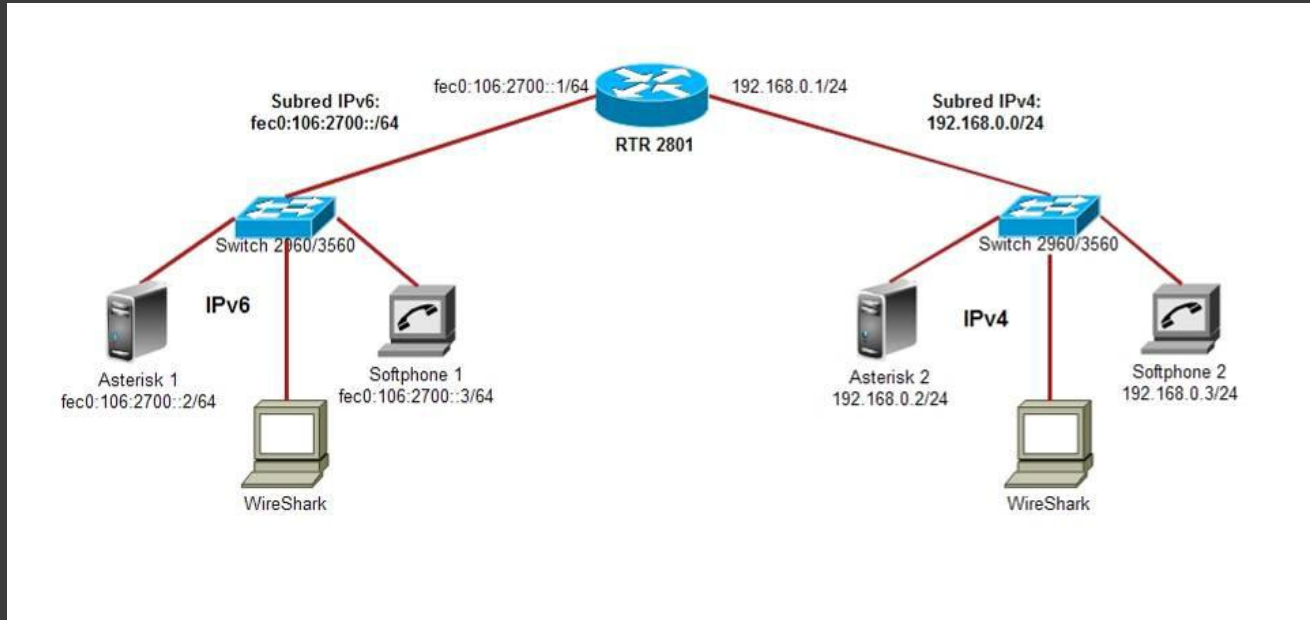 fec0:106:2700::1/64
192.168.0.1/24
Subred IPv6:
fec0:106:2700::/64
Subred IPv4:
192.168.0.0/24
RTR 2801
Switch 2960/3560
Switch 2960/3560
IPv6
IPv4
Asterisk 1
fec0:106:2700::2/64
Softphone 1
fec0:106:2700::3/64
Asterisk 2
192.168.0.2/24
Softphone 2
192.168.0.3/24
WireShark
WireShark